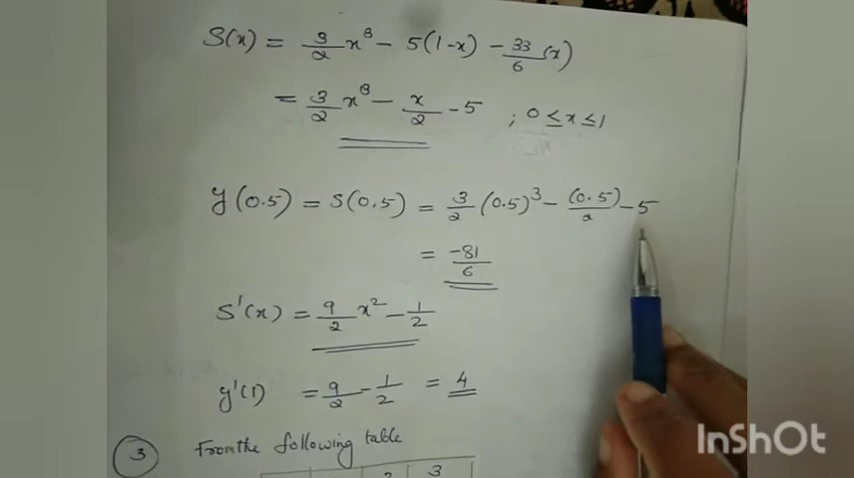 S(x) = 3/2 x³ - 5(1-x) - 33/6 (x)
= 3/2 x³ - x/2 - 5 ; 0 ≤ x ≤ 1
y(0.5) = S(0.5) = 3/2 (0.5)³ - (0.5)/2 - 5
= -81/6
S'(x) = 9/2 x² - 1/2
y'(1) = 9/2 - 1/2 = 4
3 From the following table
2 3
InShOt